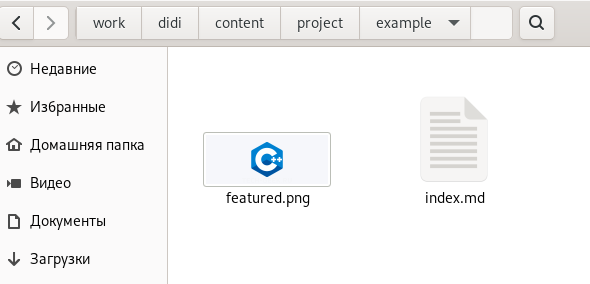 work didi content project example
Недавние
Избранные
Домашняя папка
Видео
Документы
Загрузки
C++
featured.png
index.md